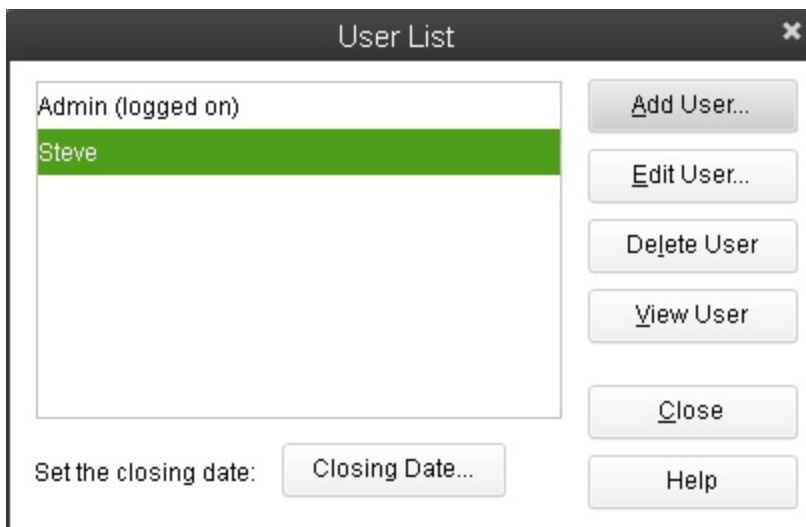 User List
Admin (logged on)
Steve
Add User...
Edit User...
Delete User
View User
Close
Set the closing date:
Closing Date...
Help